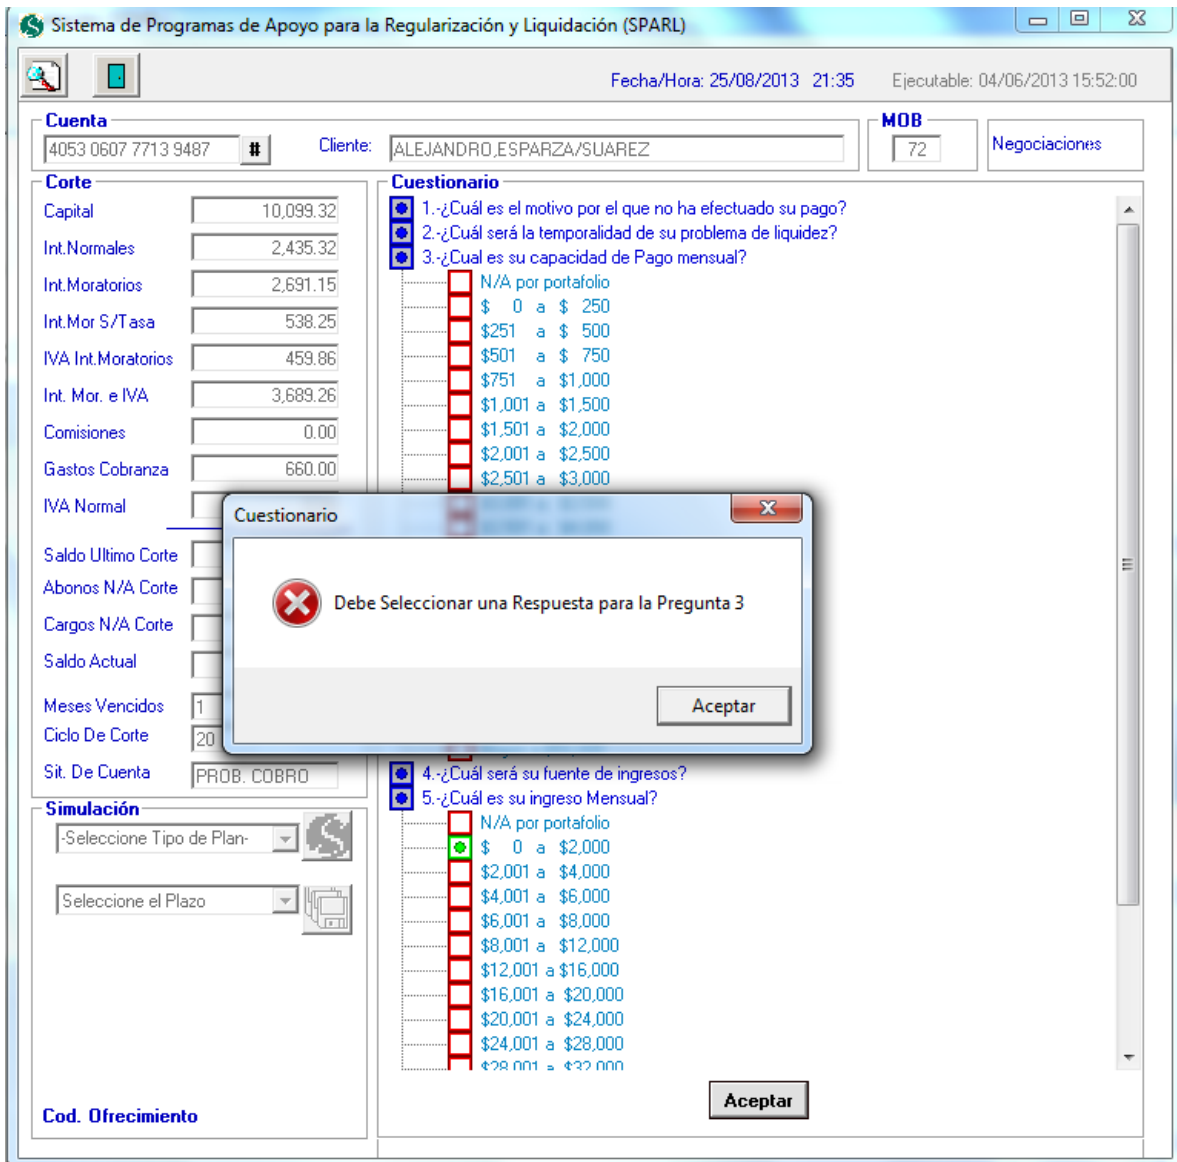 Sistema de Programas de Apoyo para la Regularización y Liquidación (SPARL)
Fecha/Hora: 25/08/2013 21:35 Ejecutable: 04/06/2013 15:52:00
Cuenta
4053 0607 7713 9487 # Cliente: ALEJANDRO,ESPARZA/SUAREZ
MOB
72
Negociaciones
Corte
Capital 10,099.32
Int.Normales 2,435.32
Int.Moratorios 2,691.15
Int.Mor S/Tasa 538.25
IVA Int.Moratorios 459.86
Int. Mor. e IVA 3,689.26
Comisiones 0.00
Gastos Cobranza 660.00
IVA Normal
Saldo Ultimo Corte
Abonos N/A Corte
Cargos N/A Corte
Saldo Actual
Meses Vencidos 1
Ciclo De Corte 20
Sit. De Cuenta PROB. COBRO
Simulación
-Seleccione Tipo de Plan-
Seleccione el Plazo
Cod. Ofrecimiento
Cuestionario
1.-¿Cuál es el motivo por el que no ha efectuado su pago?
2.-¿Cuál será la temporalidad de su problema de liquidez?
3.-¿Cual es su capacidad de Pago mensual?
N/A por portafolio
$ 0 a $ 250
$251 a $ 500
$501 a $ 750
$751 a $1,000
$1,001 a $1,500
$1,501 a $2,000
$2,001 a $2,500
$2,501 a $3,000
Cuestionario
Debe Seleccionar una Respuesta para la Pregunta 3
Aceptar
4.-¿Cuál será su fuente de ingresos?
5.-¿Cuál es su ingreso Mensual?
N/A por portafolio
$ 0 a $2,000
$2,001 a $4,000
$4,001 a $6,000
$6,001 a $8,000
$8,001 a $12,000
$12,001 a $16,000
$16,001 a $20,000
$20,001 a $24,000
$24,001 a $28,000
$28,001 a $32,000
Aceptar